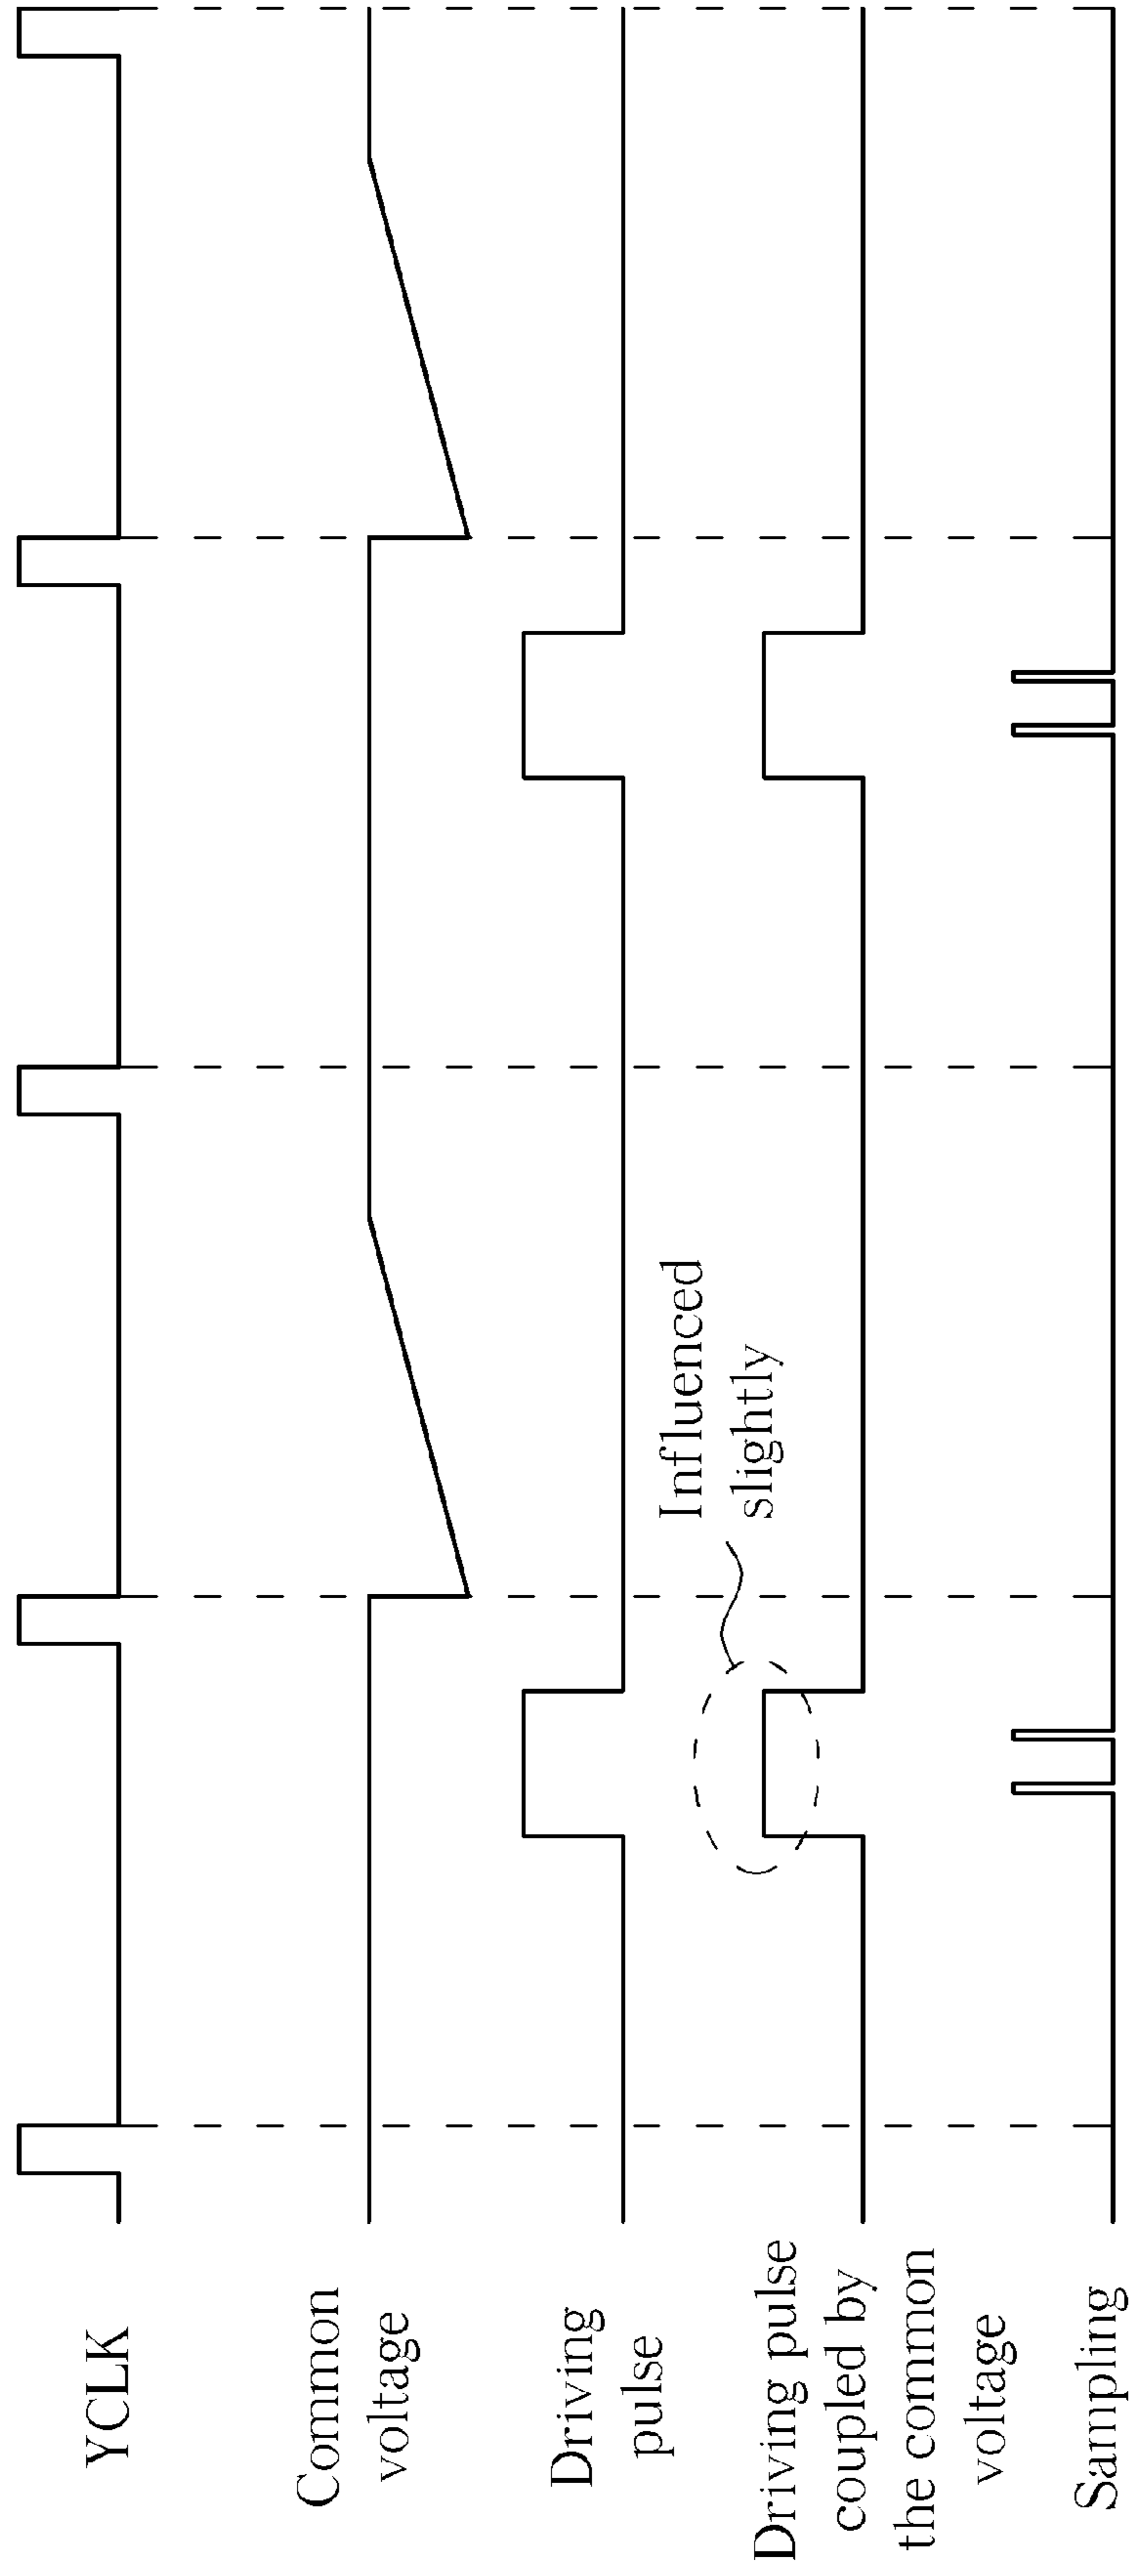 YCLK
Common
voltage
Driving
pulse
Influenced
slightly
Driving pulse
coupled by
the common
voltage
Sampling